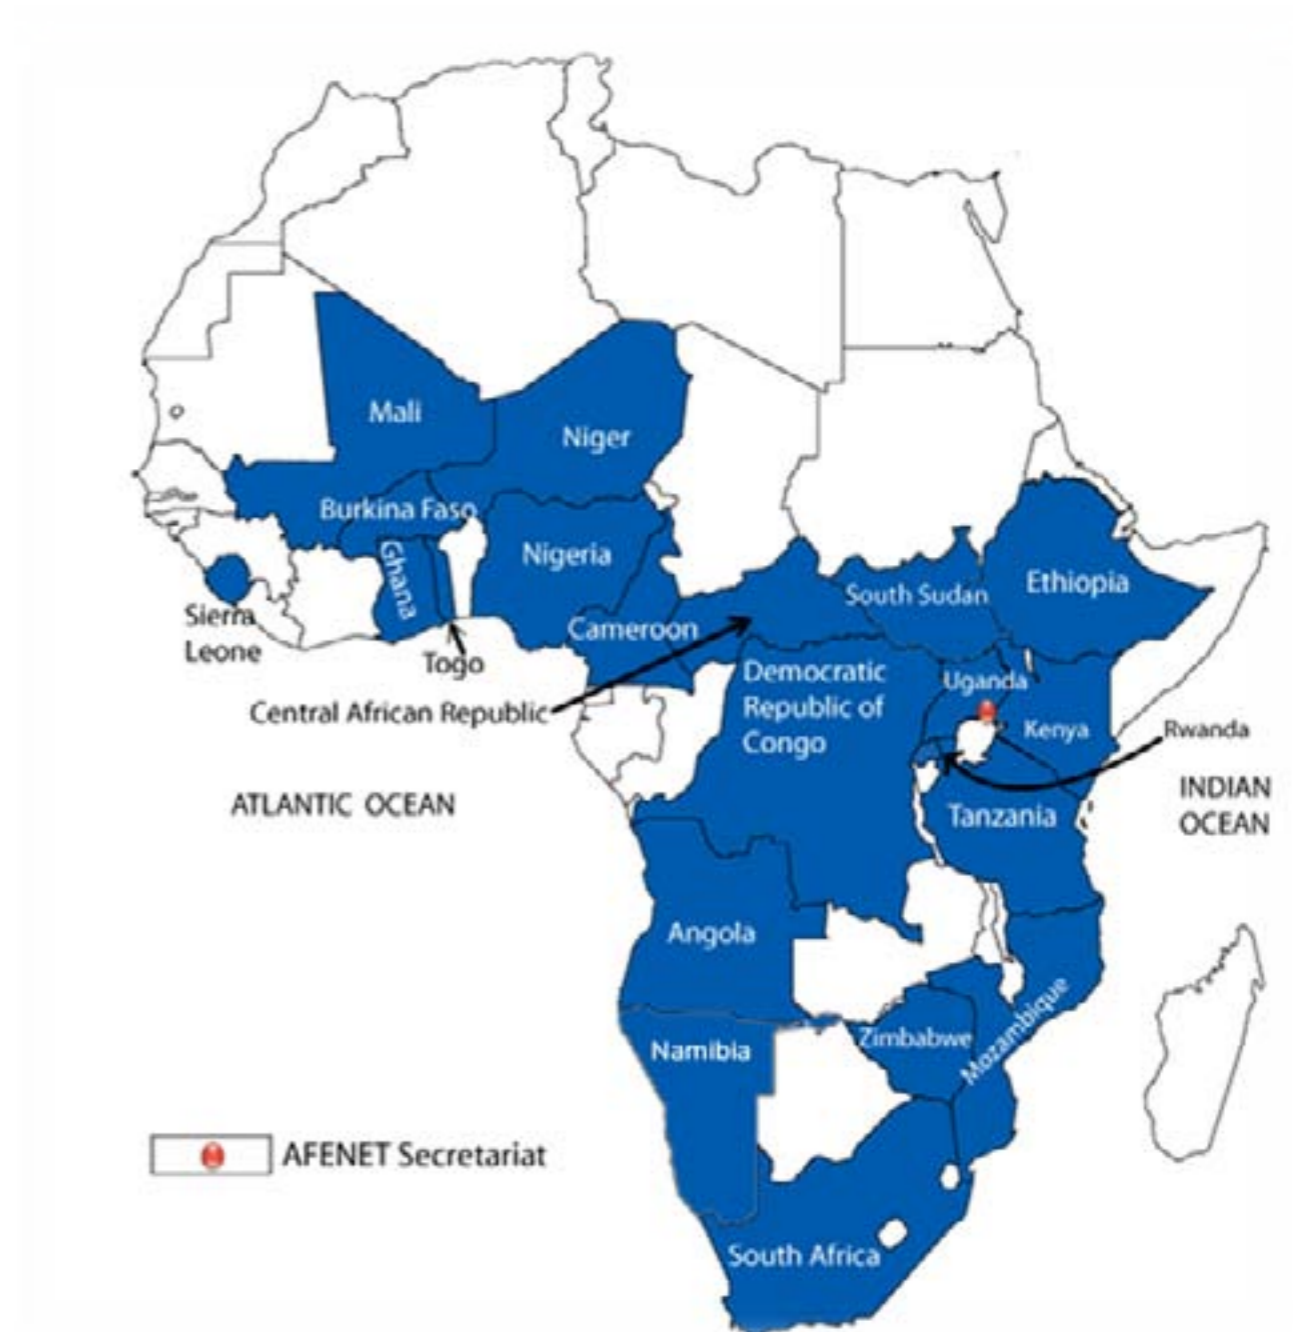 Mali
Niger
Burkina Faso
Ghana
Nigeria
Ethiopia
South Sudan
Sierra
Leone
Cameroon
Togo
Democratic
Republic of
Congo
Uganda
Central African Republic
Kenya
Rwanda
ATLANTIC OCEAN
INDIAN
OCEAN
Tanzania
Angola
Mozambique
Zimbabwe
Namibia
AFENET Secretariat
South Africa